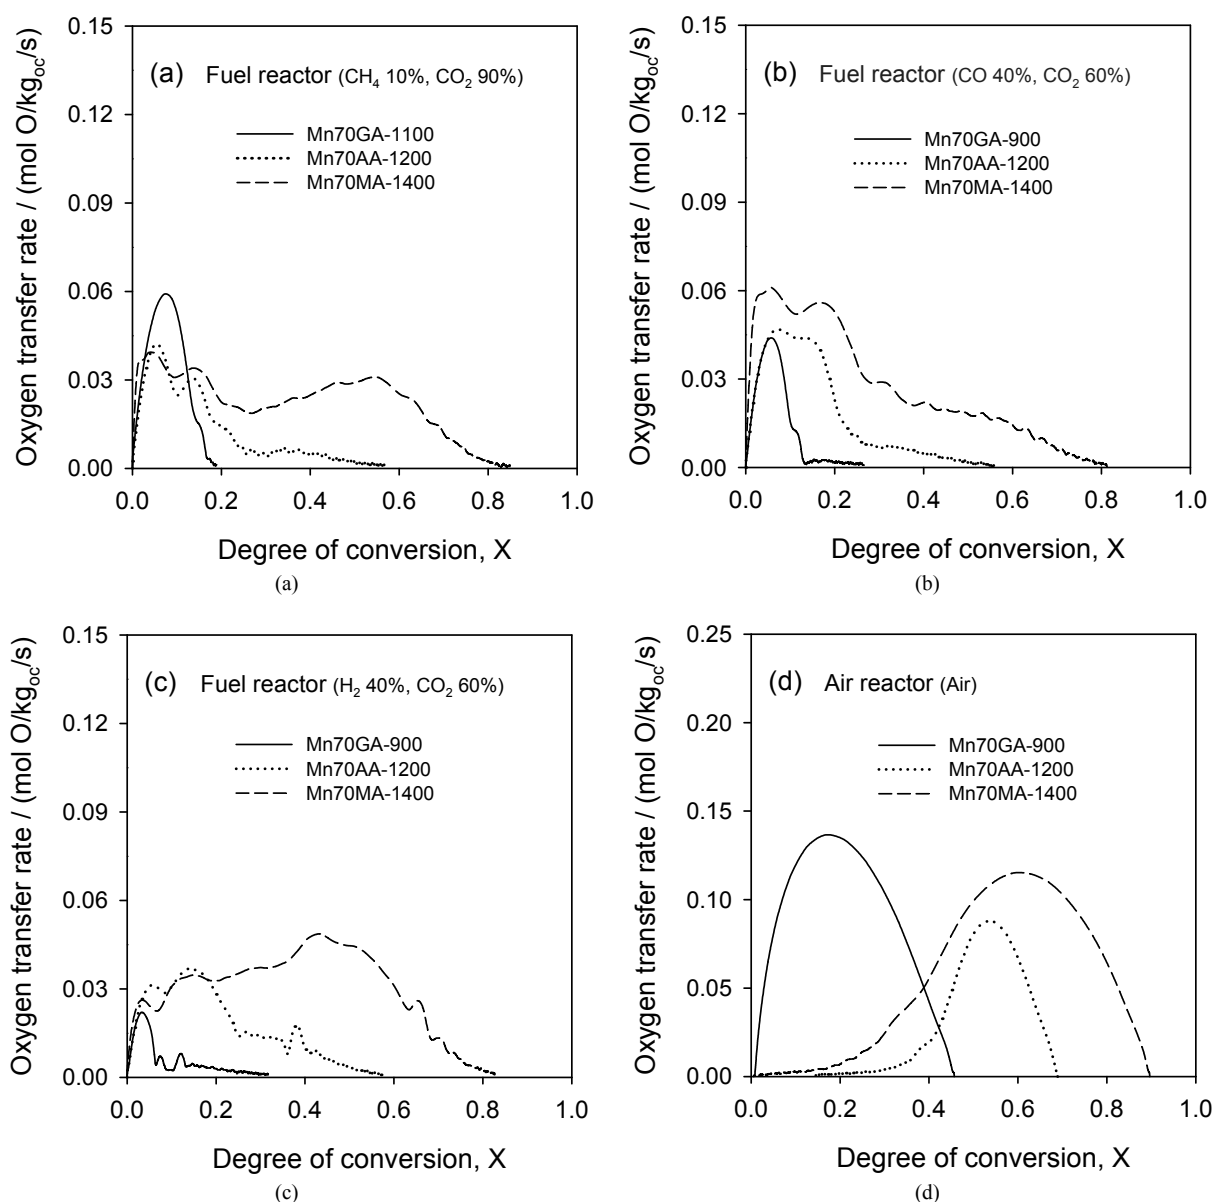 0.15
0.12
0.09
0.06
0.03
0.00
Oxygen transfer rate / (mol O/kg_oc/s)
(a) Fuel reactor (CH₄ 10%, CO₂ 90%)
Mn70GA-1100
Mn70AA-1200
Mn70MA-1400
0.0 0.2 0.4 0.6 0.8 1.0
Degree of conversion, X
(a)
0.15
0.12
0.09
0.06
0.03
0.00
Oxygen transfer rate / (mol O/kg_oc/s)
(b) Fuel reactor (CO 40%, CO₂ 60%)
Mn70GA-900
Mn70AA-1200
Mn70MA-1400
0.0 0.2 0.4 0.6 0.8 1.0
Degree of conversion, X
(b)
0.15
0.12
0.09
0.06
0.03
0.00
Oxygen transfer rate / (mol O/kg_oc/s)
(c) Fuel reactor (H₂ 40%, CO₂ 60%)
Mn70GA-900
Mn70AA-1200
Mn70MA-1400
0.0 0.2 0.4 0.6 0.8 1.0
Degree of conversion, X
(c)
0.25
0.20
0.15
0.10
0.05
0.00
Oxygen transfer rate / (mol O/kg_oc/s)
(d) Air reactor (Air)
Mn70GA-900
Mn70AA-1200
Mn70MA-1400
0.0 0.2 0.4 0.6 0.8 1.0
Degree of conversion, X
(d)